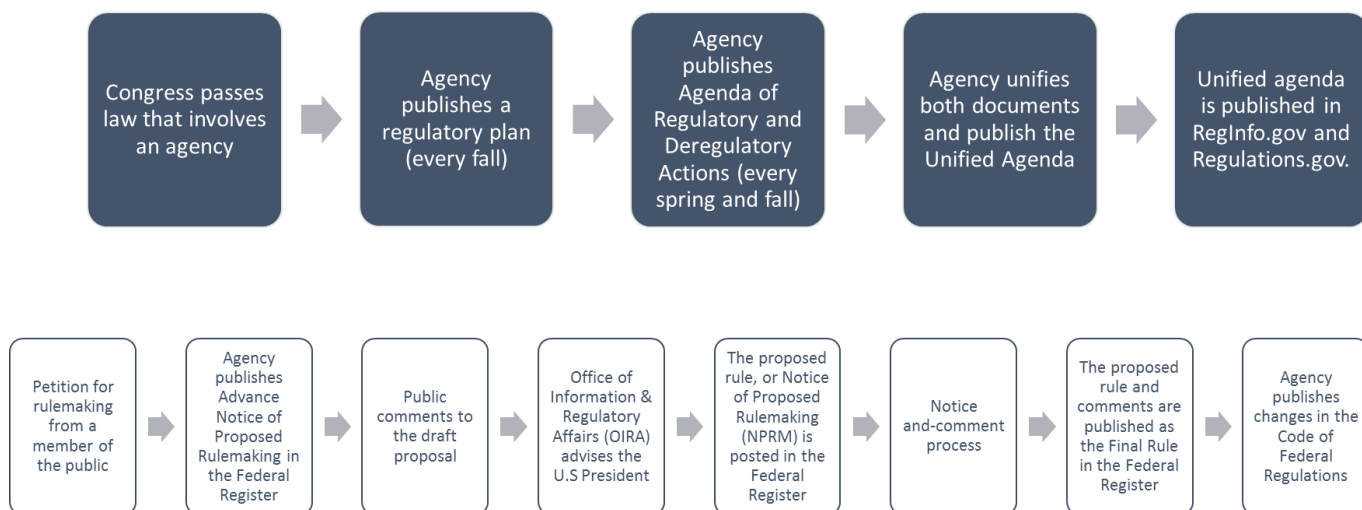 Congress passes
law that involves
an agency
Agency
publishes a
regulatory plan
(every fall)
Agency
publishes
Agenda of
Regulatory and
Deregulatory
Actions (every
spring and fall)
Agency unifies
both documents
and publish the
Unified Agenda
Unified agenda
is published in
RegInfo.gov and
Regulations.gov.
Petition for
rulemaking
from a
member of
the public
Agency
publishes
Advance
Notice of
Proposed
Rulemaking in
the Federal
Register
Public
comments to
the draft
proposal
Office of
Information &
Regulatory
Affairs (OIRA)
advises the
U.S President
The proposed
rule, or Notice
of Proposed
Rulemaking
(NPRM) is
posted in the
Federal
Register
Notice
and-comment
process
The proposed
rule and
comments are
published as
the Final Rule
in the Federal
Register
Agency
publishes
changes in the
Code of
Federal
Regulations